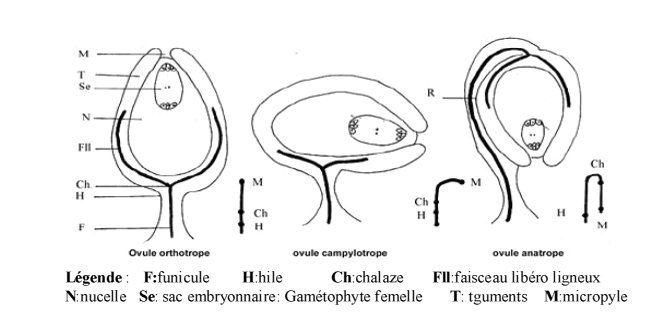 M
T
Se
N
Fll
Ch
H
F
M
Ch
H
M
Ch
H
R
Ch
H
M
Ovule orthotrope
ovule campylotrope
ovule anatrope
Légende : F:funicule H:hile Ch:chalaze Fll:faisceau libéro ligneux
N:nucelle Se: sac embryonnaire: Gamétophyte femelle T: tguments M:micropyle